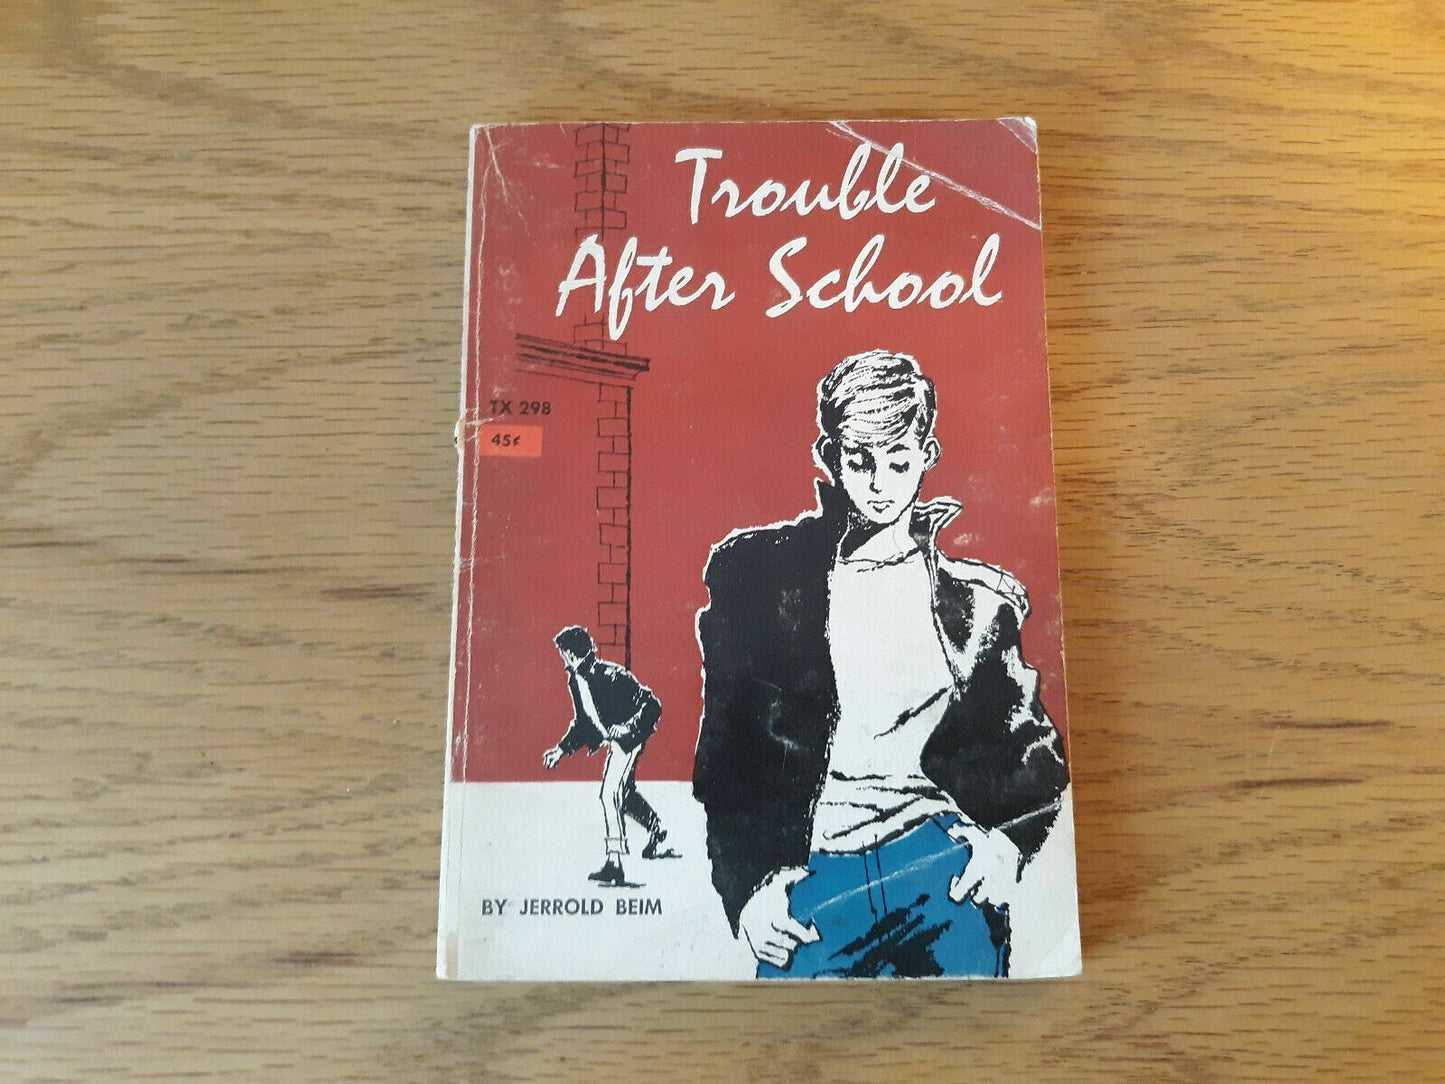 Trouble
After School
TX 298
45¢
BY JERROLD BEIM